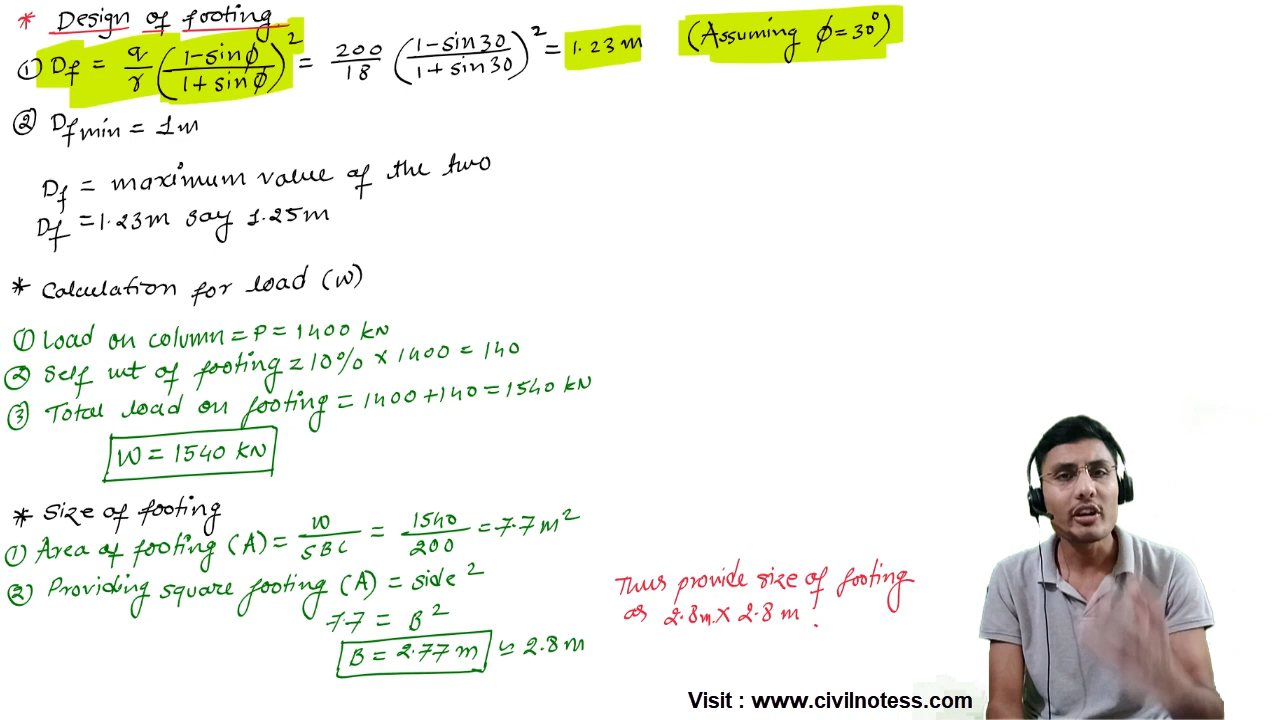 * Design of footing
① Df = q/γ ((1-sinϕ)/(1+sinϕ))² = 200/18 ((1-sin30)/(1+sin30))² = 1.23 m (Assuming ϕ=30°)
② Df min = 1m
Df = maximum value of the two
Df = 1.23m say 1.25m
* Calculation for load (W)
① Load on column = P = 1400 kN
② Self wt of footing = 10% × 1400 = 140
③ Total load on footing = 1400+140 = 1540 kN
W = 1540 kN
* Size of footing
① Area of footing (A) = W/SBC = 1540/200 = 7.7 m²
② Providing square footing (A) = side²
7.7 = B²
B = 2.77 m ≃ 2.8 m
Thus provide size of footing
as 2.8m × 2.8 m.
Visit : www.civilnotess.com